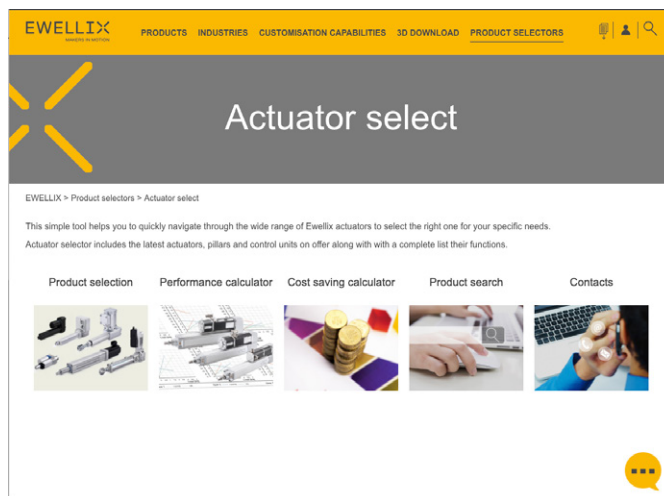 EWELLIX
MAKERS IN MOTION
PRODUCTS INDUSTRIES CUSTOMISATION CAPABILITIES 3D DOWNLOAD PRODUCT SELECTORS
Actuator select
EWELLIX > Product selectors > Actuator select
This simple tool helps you to quickly navigate through the wide range of Ewellix actuators to select the right one for your specific needs.
Actuator selector includes the latest actuators, pillars and control units on offer along with with a complete list their functions.
Product selection
Performance calculator
Cost saving calculator
Product search
Contacts